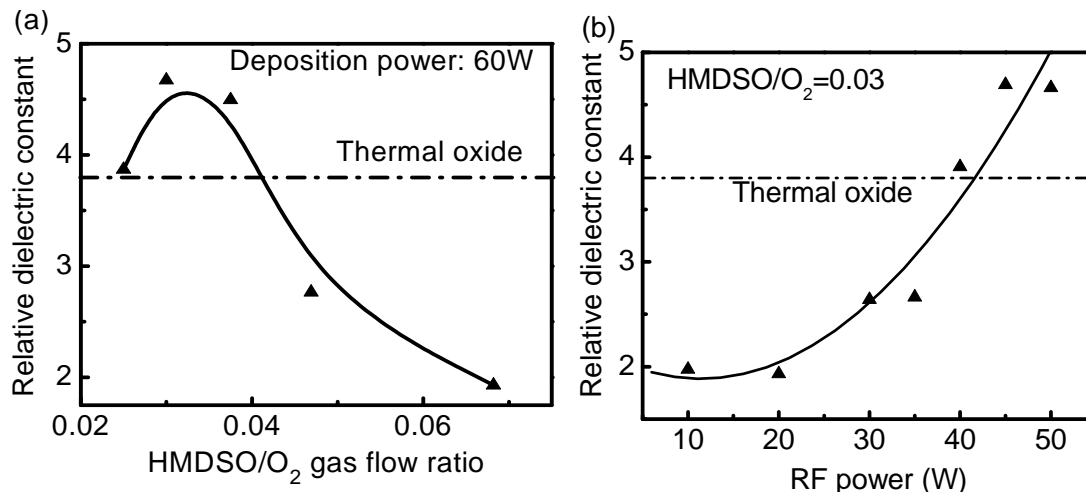 (a)
5
4
3
2
Relative dielectric constant
Deposition power: 60W
Thermal oxide
0.02 0.04 0.06
HMDSO/O2 gas flow ratio
(b)
5
4
3
2
Relative dielectric constant
HMDSO/O2=0.03
Thermal oxide
10 20 30 40 50
RF power (W)